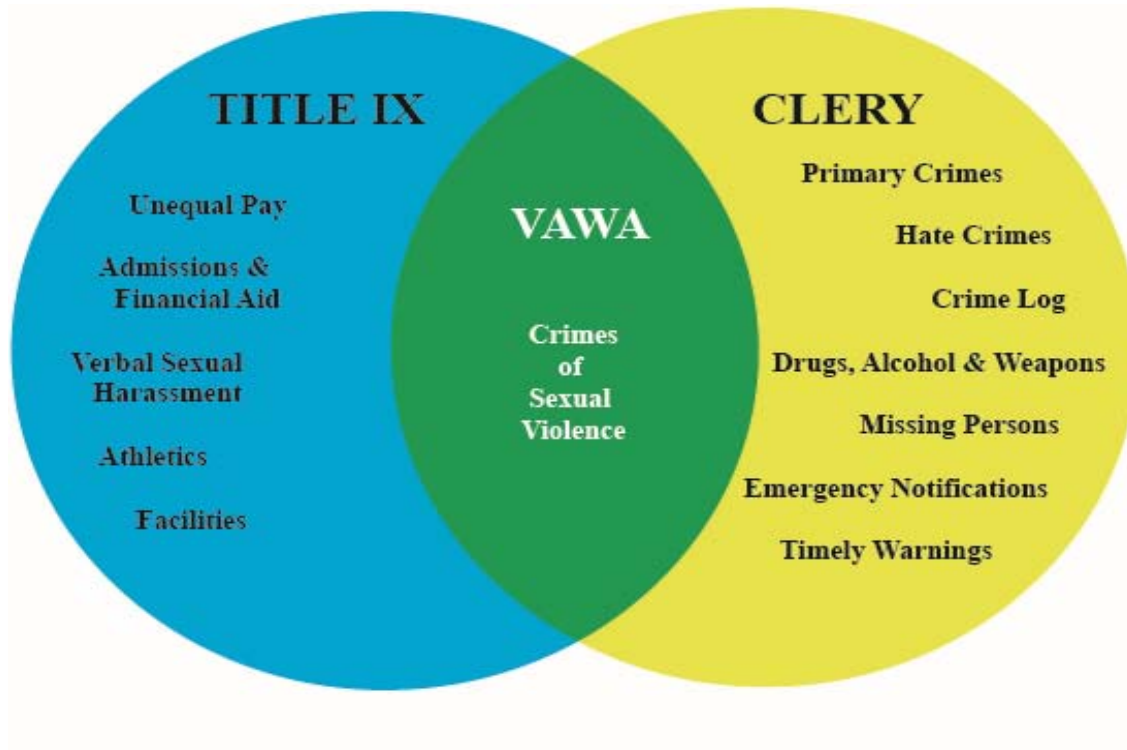 TITLE IX
Unequal Pay
Admissions &
Financial Aid
Verbal Sexual
Harassment
Athletics
Facilities
VAWA
Crimes
of
Sexual
Violence
CLERY
Primary Crimes
Hate Crimes
Crime Log
Drugs, Alcohol & Weapons
Missing Persons
Emergency Notifications
Timely Warnings